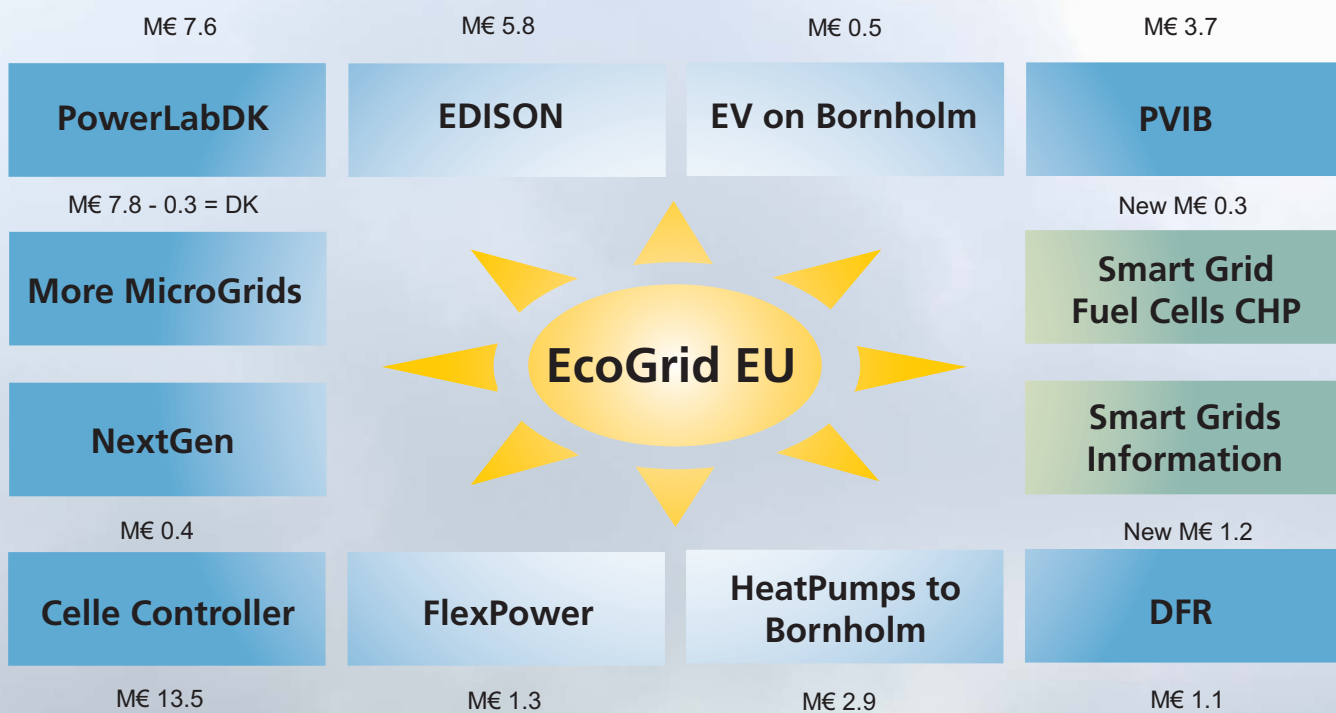 M€ 7.6
M€ 5.8
M€ 0.5
M€ 3.7
PowerLabDK
EDISON
EV on Bornholm
PVIB
M€ 7.8 - 0.3 = DK
New M€ 0.3
More MicroGrids
Smart Grid
Fuel Cells CHP
EcoGrid EU
NextGen
Smart Grids
Information
M€ 0.4
New M€ 1.2
Celle Controller
FlexPower
HeatPumps to
Bornholm
DFR
M€ 13.5
M€ 1.3
M€ 2.9
M€ 1.1